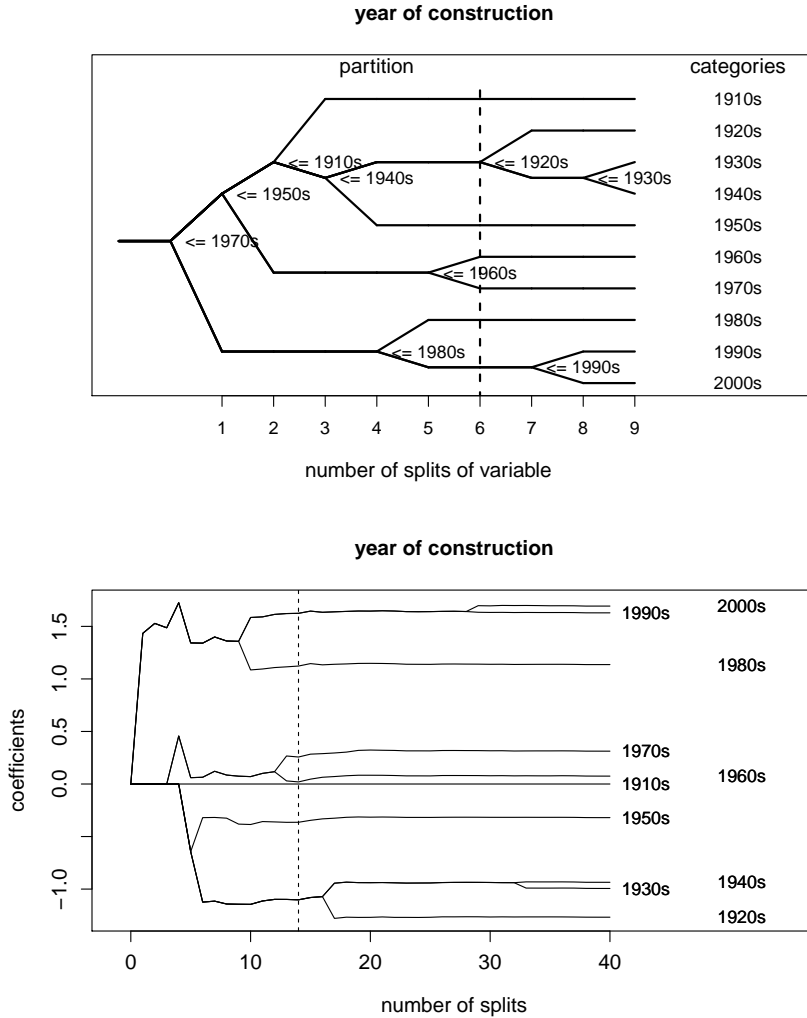 year of construction
partition categories
1910s
1920s
<= 1910s <= 1920s 1930s
<= 1940s <= 1930s
<= 1950s 1940s
1950s
<= 1970s
1960s
<= 1960s
1970s
1980s
<= 1980s 1990s
<= 1990s
2000s
1 2 3 4 5 6 7 8 9
number of splits of variable
year of construction
2000s
1990s
1980s
1970s
1960s
1910s
1950s
1940s
1930s
1920s
coefficients
−1.0 0.0 0.5 1.0 1.5
0 10 20 30 40
number of splits